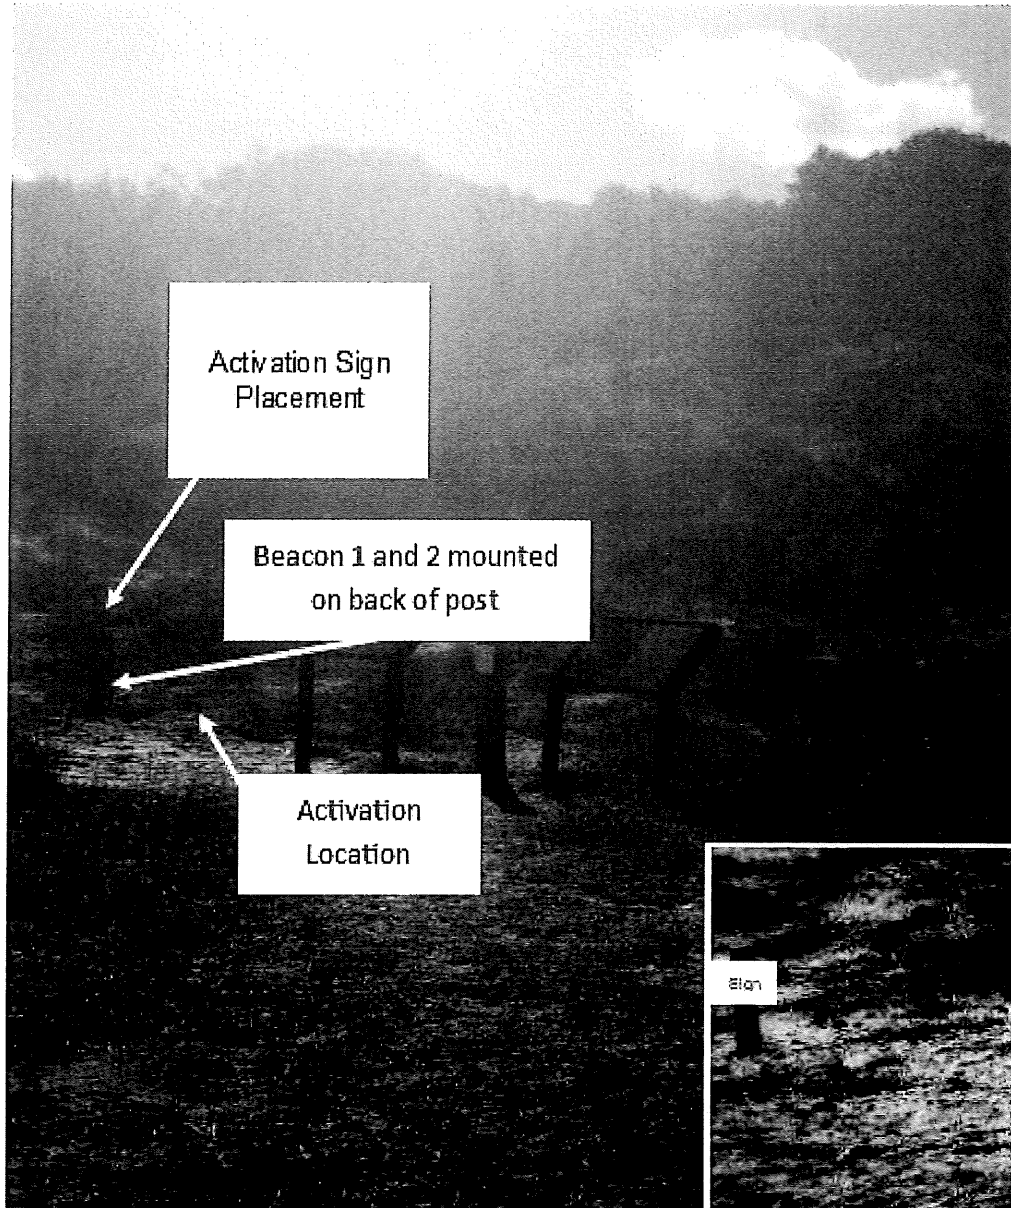 Activation Sign
Placement
Beacon 1 and 2 mounted
on back of post
Activation
Location
Sign